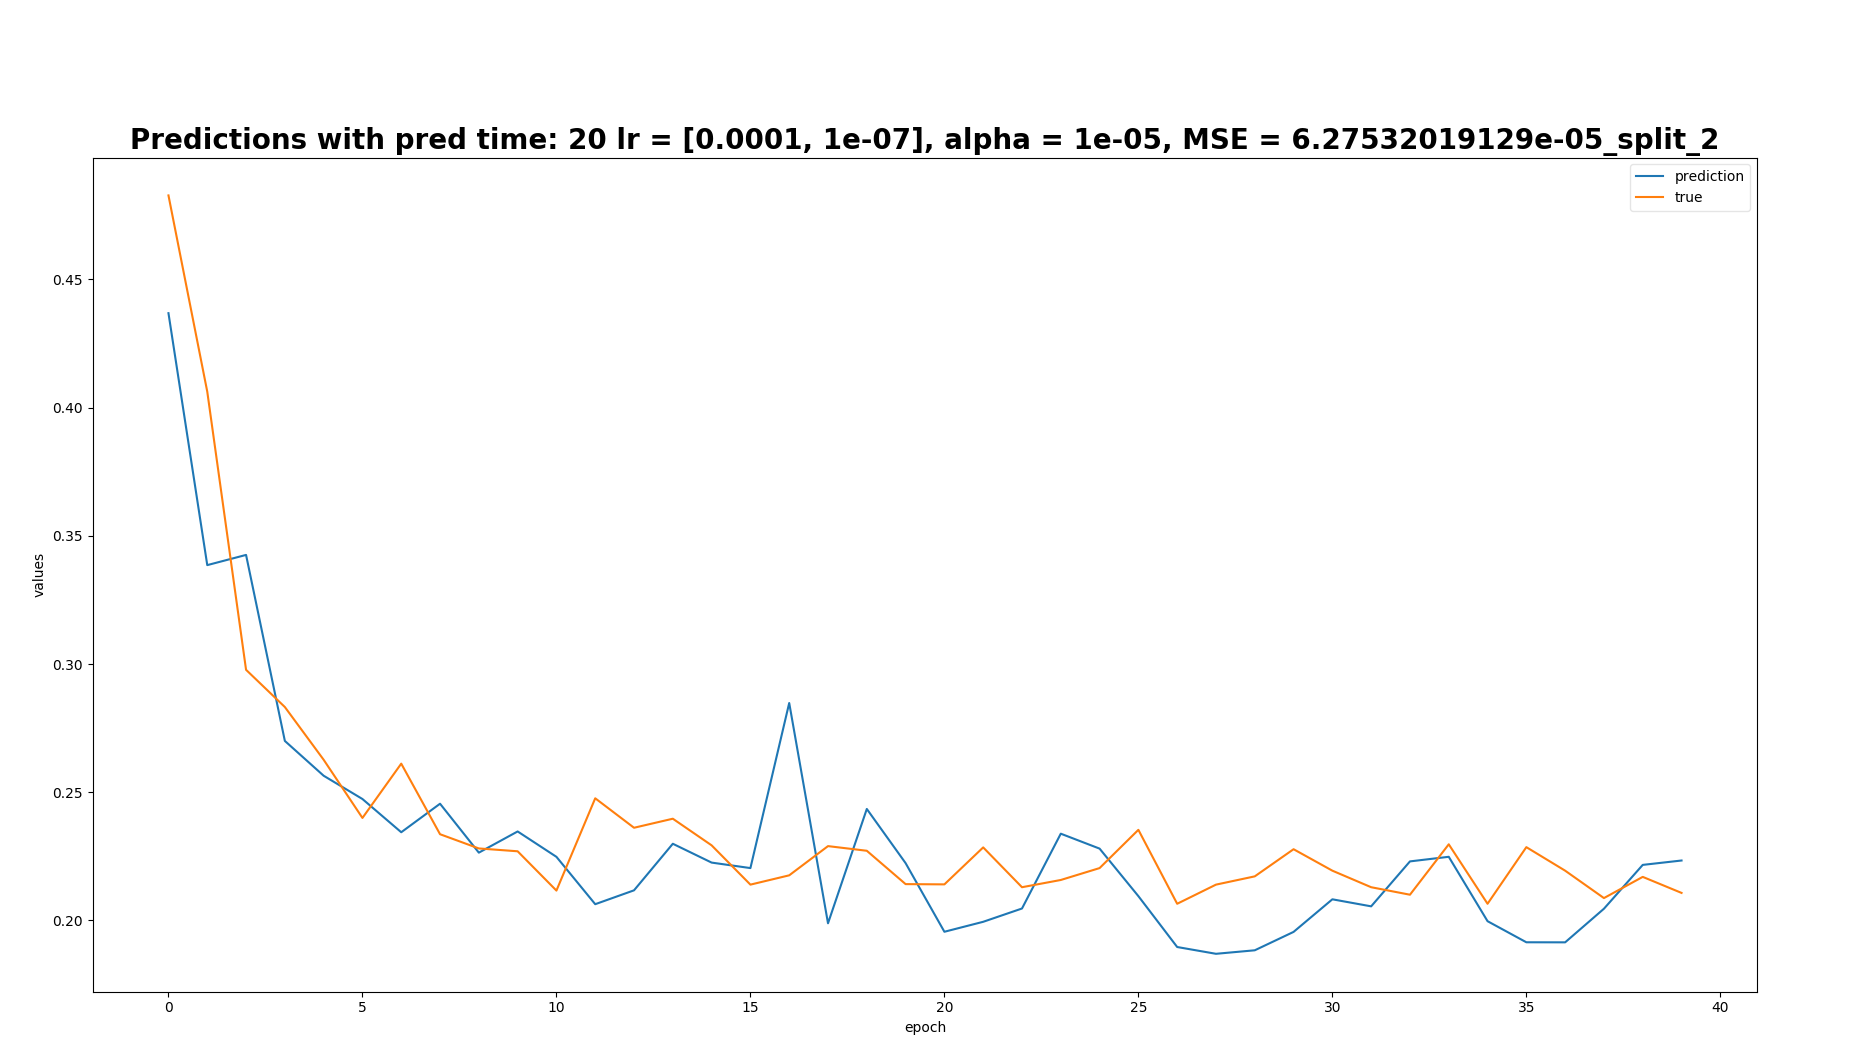 Predictions with pred time: 20 lr = [0.0001, 1e-07], alpha = 1e-05, MSE = 6.27532019129e-05_split_2
prediction
true
0.45
0.40
0.35
0.30
0.25
0.20
values
0 5 10 15 20 25 30 35 40
epoch